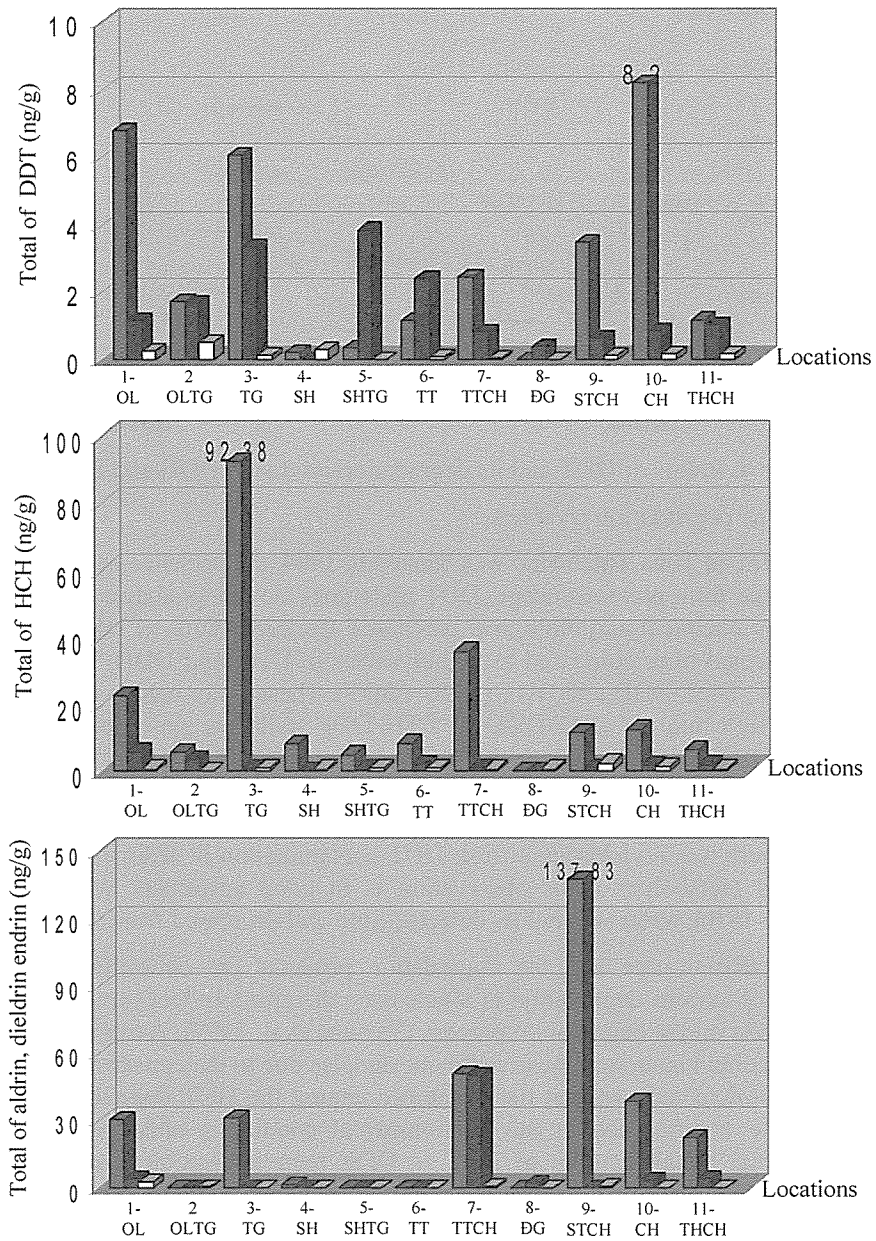 10
8
6
4
2
0
Total of DDT (ng/g)
Locations
1- 2 3- 4- 5- 6- 7- 8- 9- 10- 11-
OL OLTG TG SH SHTG TT TTCH ĐG STCH CH THCH
100
80
60
40
20
0
Total of HCH (ng/g)
92.38
Locations
1- 2 3- 4- 5- 6- 7- 8- 9- 10- 11-
OL OLTG TG SH SHTG TT TTCH ĐG STCH CH THCH
150
120
90
60
30
0
Total of aldrin, dieldrin endrin (ng/g)
137.83
Locations
1- 2 3- 4- 5- 6- 7- 8- 9- 10- 11-
OL OLTG TG SH SHTG TT TTCH ĐG STCH CH THCH